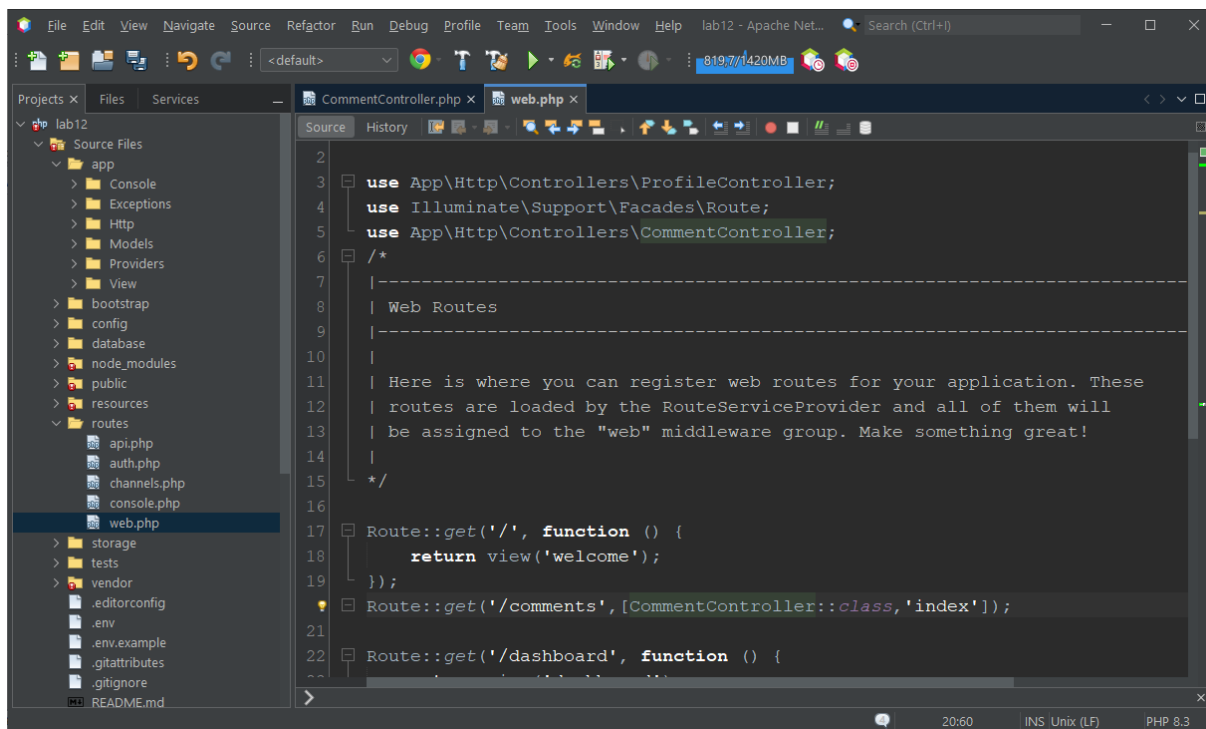 File Edit View Navigate Source Refactor Run Debug Profile Team Tools Window Help lab12 - Apache Net... Search (Ctrl+I)
<default> 819,7/1420MB
Projects Files Services
CommentController.php web.php
Source History
php lab12
Source Files
app
Console
Exceptions
Http
Models
Providers
View
bootstrap
config
database
node_modules
public
resources
routes
api.php
auth.php
channels.php
console.php
web.php
storage
tests
vendor
.editorconfig
.env
.env.example
.gitattributes
.gitignore
README.md
2
3 use App\Http\Controllers\ProfileController;
4 use Illuminate\Support\Facades\Route;
5 use App\Http\Controllers\CommentController;
6 /*
7 |--------------------------------------------------------------------------
8 | Web Routes
9 |--------------------------------------------------------------------------
10 |
11 | Here is where you can register web routes for your application. These
12 | routes are loaded by the RouteServiceProvider and all of them will
13 | be assigned to the "web" middleware group. Make something great!
14 |
15 */
16
17 Route::get('/', function () {
18     return view('welcome');
19 });
Route::get('/comments',[CommentController::class,'index']);
21
22 Route::get('/dashboard', function () {
4 20:60 INS Unix (LF) PHP 8.3